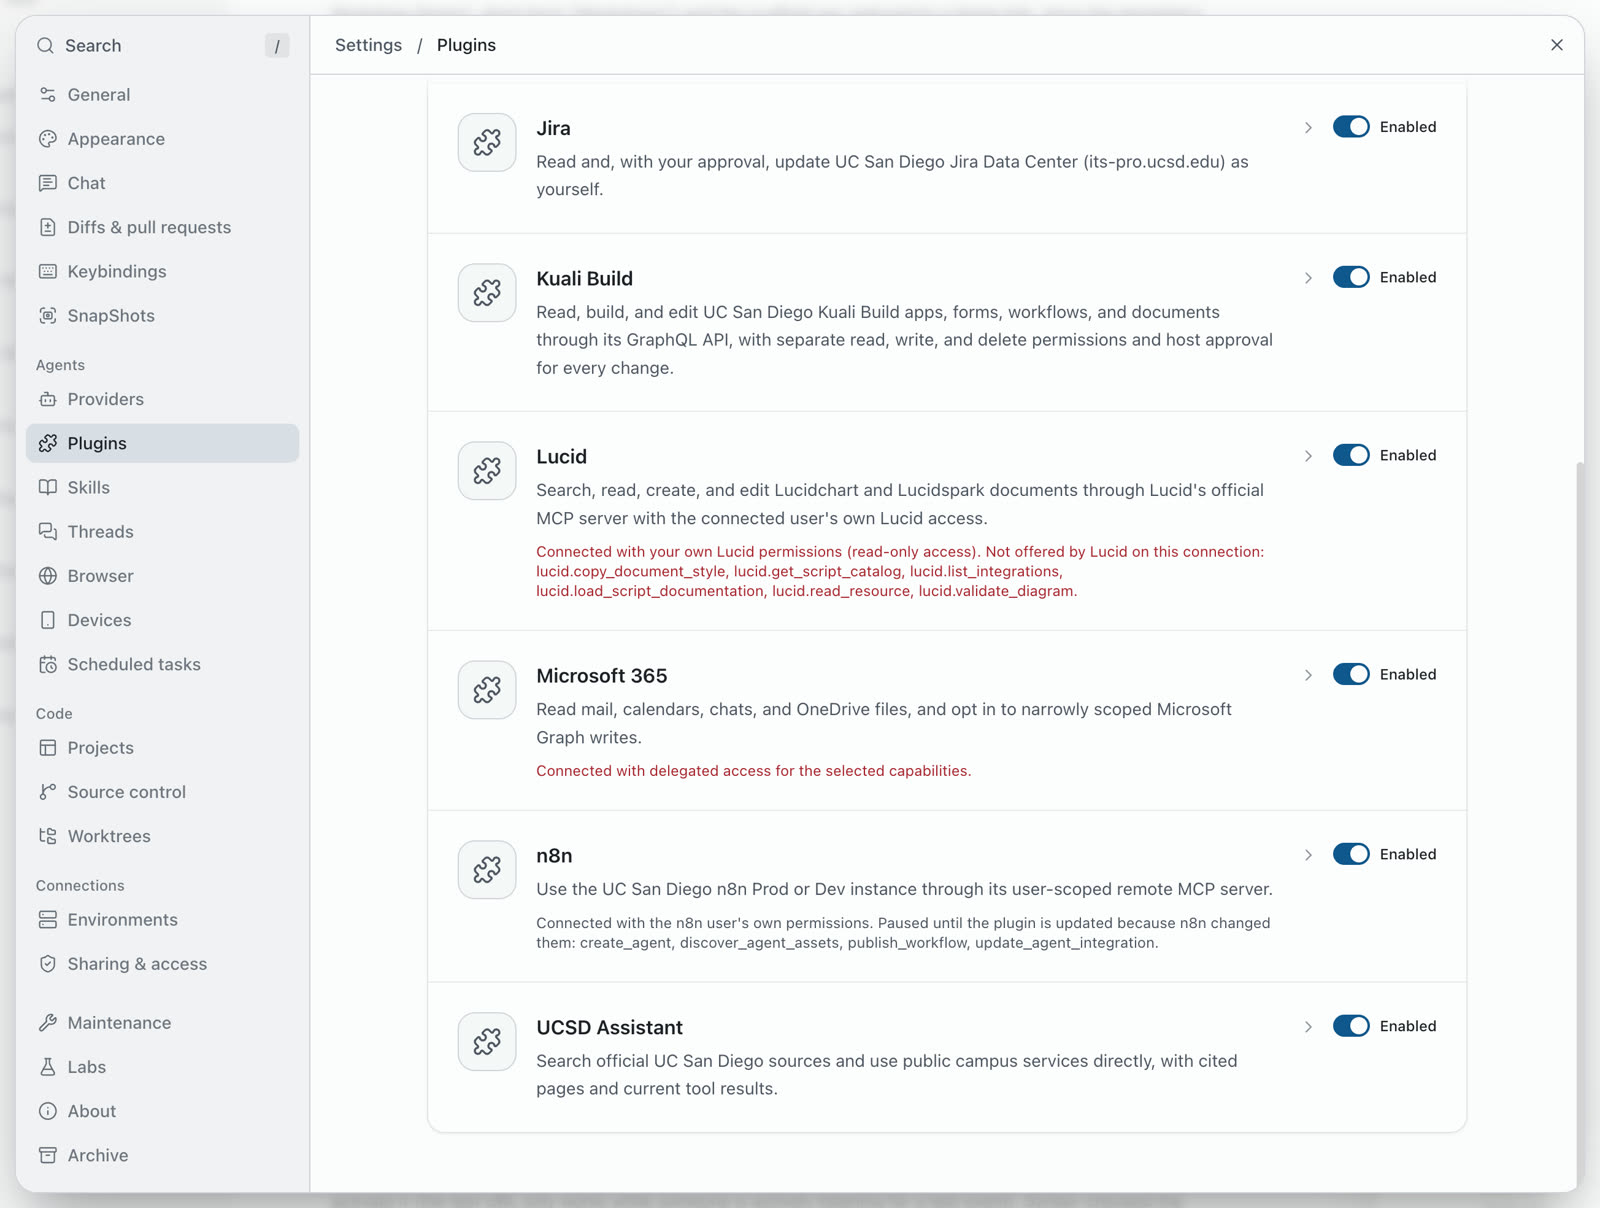 Search
/
General
Appearance
Chat
Diffs & pull requests
Keybindings
SnapShots
Agents
Providers
Plugins
Skills
Threads
Browser
Devices
Scheduled tasks
Code
Projects
Source control
Worktrees
Connections
Environments
Sharing & access
Maintenance
Labs
About
Archive
Settings / Plugins
Jira
Enabled
Read and, with your approval, update UC San Diego Jira Data Center (its-pro.ucsd.edu) as
yourself.
Kuali Build
Enabled
Read, build, and edit UC San Diego Kuali Build apps, forms, workflows, and documents
through its GraphQL API, with separate read, write, and delete permissions and host approval
for every change.
Lucid
Enabled
Search, read, create, and edit Lucidchart and Lucidspark documents through Lucid's official
MCP server with the connected user's own Lucid access.
Connected with your own Lucid permissions (read-only access). Not offered by Lucid on this connection:
lucid.copy_document_style, lucid.get_script_catalog, lucid.list_integrations,
lucid.load_script_documentation, lucid.read_resource, lucid.validate_diagram.
Microsoft 365
Enabled
Read mail, calendars, chats, and OneDrive files, and opt in to narrowly scoped Microsoft
Graph writes.
Connected with delegated access for the selected capabilities.
n8n
Enabled
Use the UC San Diego n8n Prod or Dev instance through its user-scoped remote MCP server.
Connected with the n8n user's own permissions. Paused until the plugin is updated because n8n changed
them: create_agent, discover_agent_assets, publish_workflow, update_agent_integration.
UCSD Assistant
Enabled
Search official UC San Diego sources and use public campus services directly, with cited
pages and current tool results.